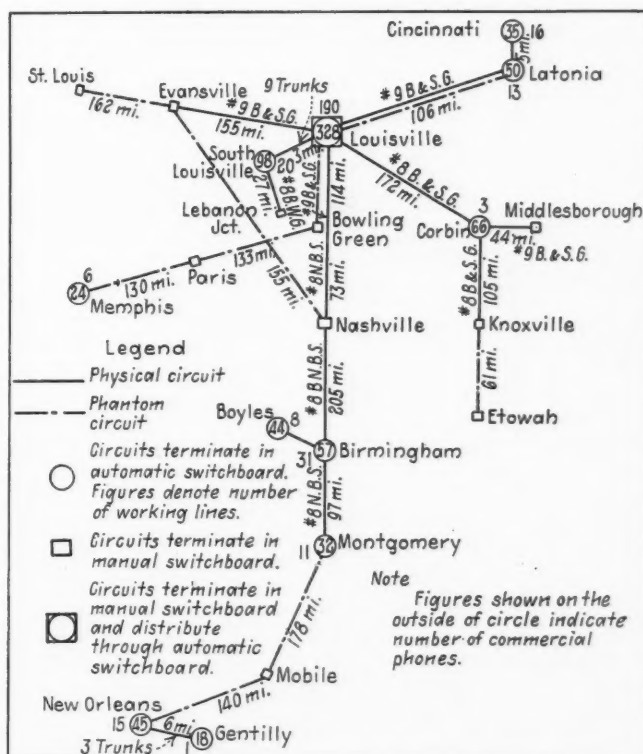 Cincinnati
35
16
5 mi.
50
Latonia
13
St. Louis
Evansville
9 Trunks
190
#9 B & S.G.
106 mi.
162 mi.
#9 B & S.G.
155 mi.
328
Louisville
South
Louisville
98
20
3 mi.
27 mi.
#8 B.W.G.
#9 B & S.G.
114 mi.
#8 B. & S.G.
172 mi.
3
Lebanon
Jct.
Bowling
Green
Corbin
66
Middlesborough
44 mi.
#9 B & S.G.
6
24
Memphis
130 mi.
Paris
133 mi.
155 mi.
#8 N.B.S.
73 mi.
#8 B & S.G.
105 mi.
Nashville
Knoxville
61 mi.
Etowah
Legend
Physical circuit
Phantom
circuit
Circuits terminate in
automatic switchboard.
Figures denote number
of working lines.
Circuits terminate in
manual switchboard.
Circuits terminate in
manual switchboard
and distribute
through automatic
switchboard.
#8 B N.B.S.
205 mi.
Boyles
44
8
57
Birmingham
31
#8 N.B.S.
97 mi.
11
32
Montgomery
Note
Figures shown on the
outside of circle indicate
number of commercial
phones.
178 mi.
Mobile
140 mi.
New Orleans
15
45
6 mi.
3 Trunks
1
18
Gentilly